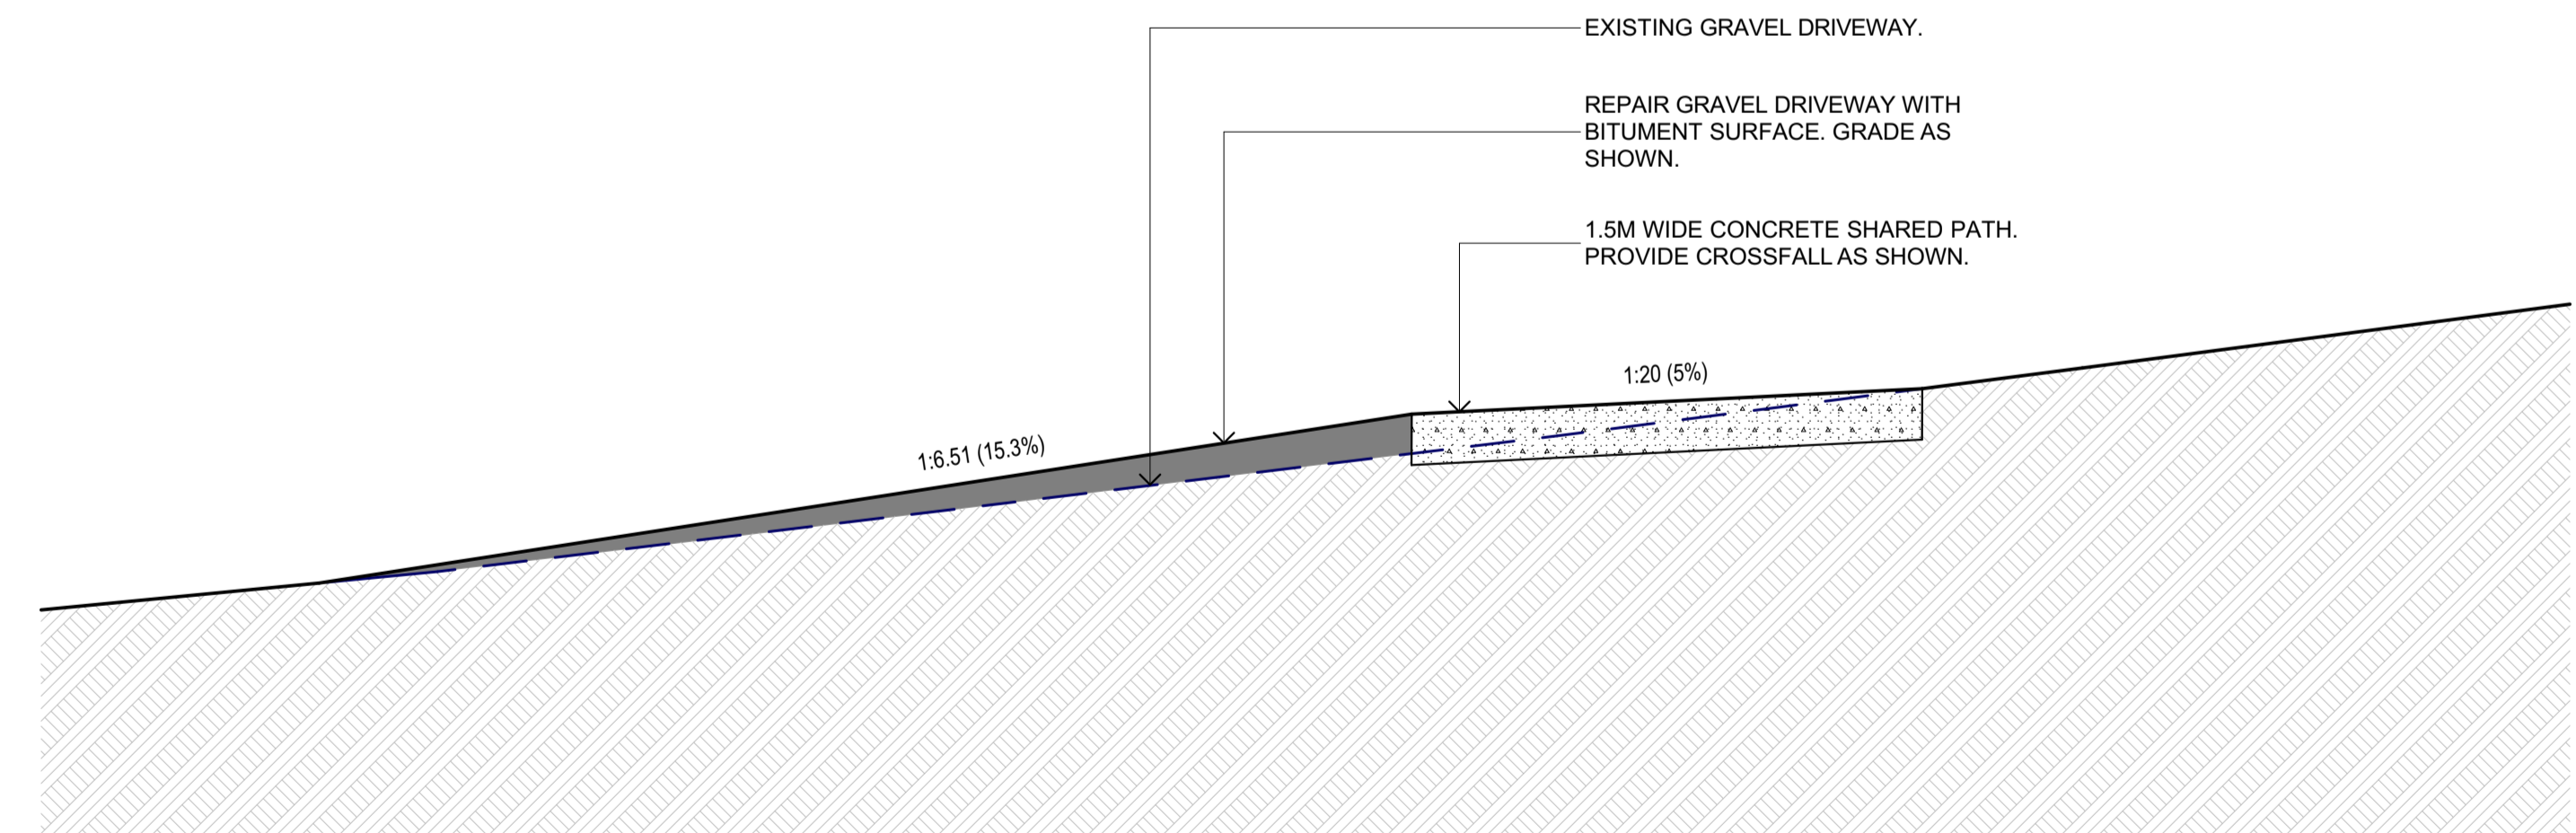 EXISTING GRAVEL DRIVEWAY.
REPAIR GRAVEL DRIVEWAY WITH
BITUMENT SURFACE. GRADE AS
SHOWN.
1.5M WIDE CONCRETE SHARED PATH.
PROVIDE CROSSFALL AS SHOWN.
1:20 (5%)
1:6.51 (15.3%)